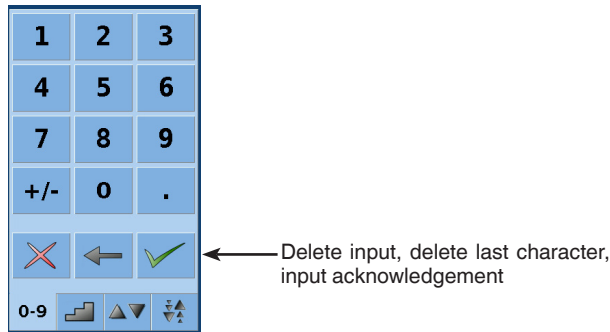 1 2 3
4 5 6
7 8 9
+/- 0 .
Delete input, delete last character,
input acknowledgement
0-9